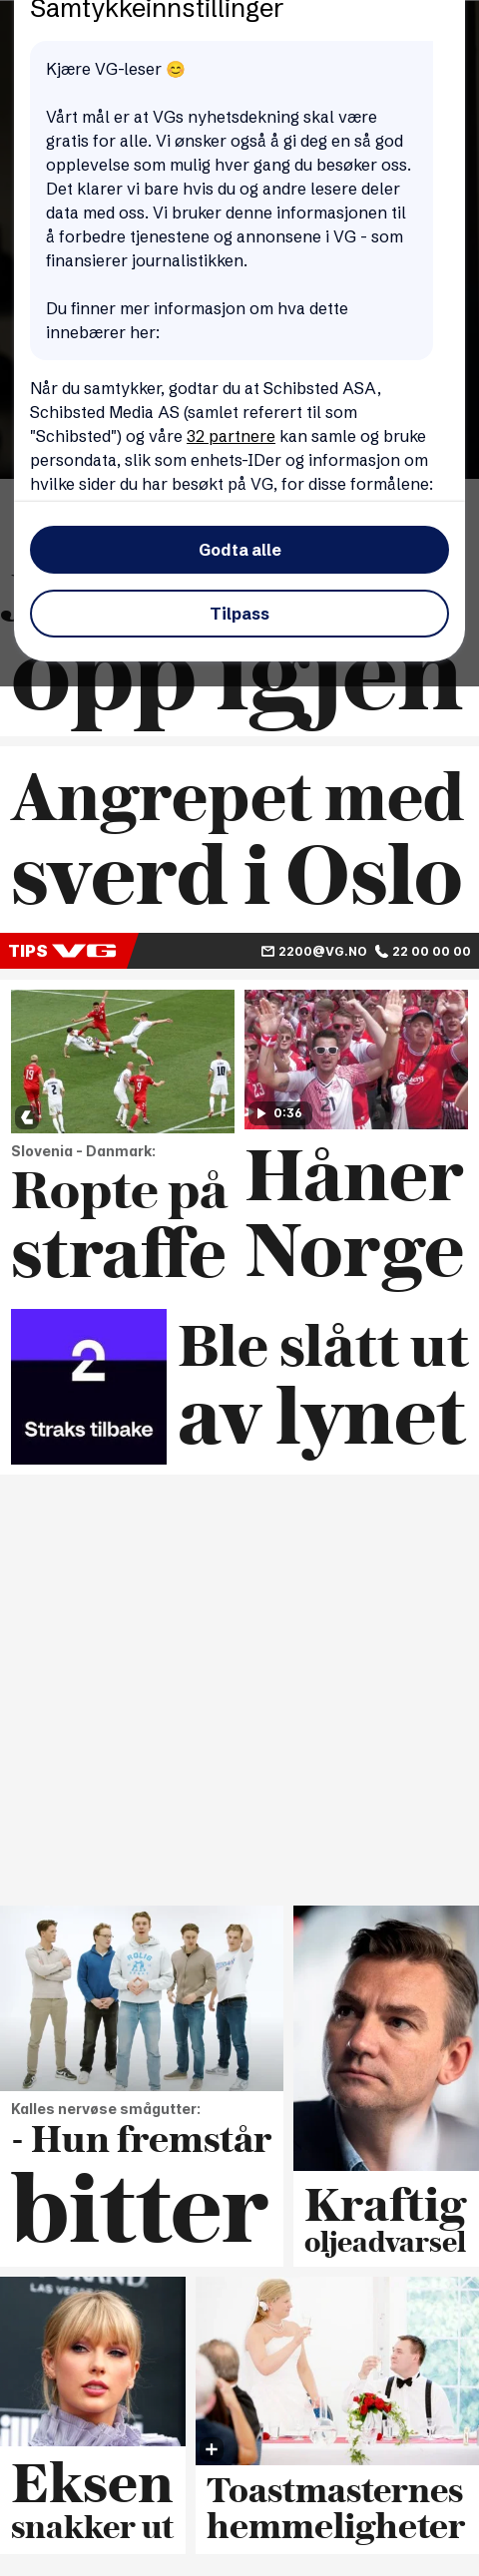 Samtykkeinnstillinger
Kjære VG-leser 😊
Vårt mål er at VGs nyhetsdekning skal være
gratis for alle. Vi ønsker også å gi deg en så god
opplevelse som mulig hver gang du besøker oss.
Det klarer vi bare hvis du og andre lesere deler
data med oss. Vi bruker denne informasjonen til
å forbedre tjenestene og annonsene i VG - som
finansierer journalistikken.
Du finner mer informasjon om hva dette
innebærer her:
Når du samtykker, godtar du at Schibsted ASA,
Schibsted Media AS (samlet referert til som
"Schibsted") og våre 32 partnere kan samle og bruke
persondata, slik som enhets-IDer og informasjon om
hvilke sider du har besøkt på VG, for disse formålene:
Godta alle
Tilpass
opp igjen
Angrepet med
sverd i Oslo
TIPS VG 2200@VG.NO 22 00 00 00
0:36
Slovenia - Danmark:
Ropte på
straffe
Håner
Norge
2
Straks tilbake
Ble slått ut
av lynet
Kalles nervøse smågutter:
- Hun fremstår
bitter
Kraftig
oljeadvarsel
Eksen
snakker ut
Toastmasternes
hemmeligheter